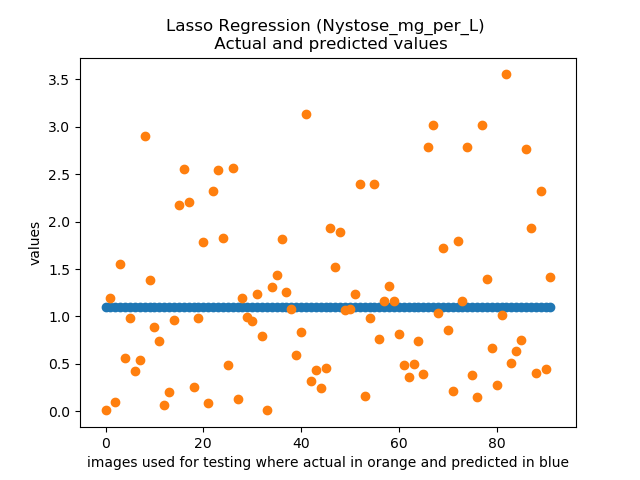 Lasso Regression (Nystose_mg_per_L)
Actual and predicted values
values
3.5
3.0
2.5
2.0
1.5
1.0
0.5
0.0
0 20 40 60 80
images used for testing where actual in orange and predicted in blue